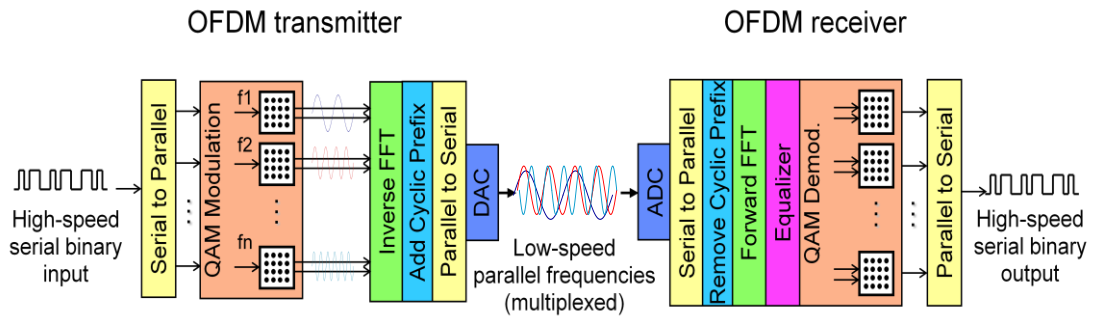 OFDM transmitter
OFDM receiver
High-speed
serial binary
input
Serial to Parallel
QAM Modulation
f1
f2
fn
Inverse FFT
Add Cyclic Prefix
Parallel to Serial
DAC
Low-speed
parallel frequencies
(multiplexed)
ADC
Serial to Parallel
Remove Cyclic Prefix
Forward FFT
Equalizer
QAM Demod.
Parallel to Serial
High-speed
serial binary
output